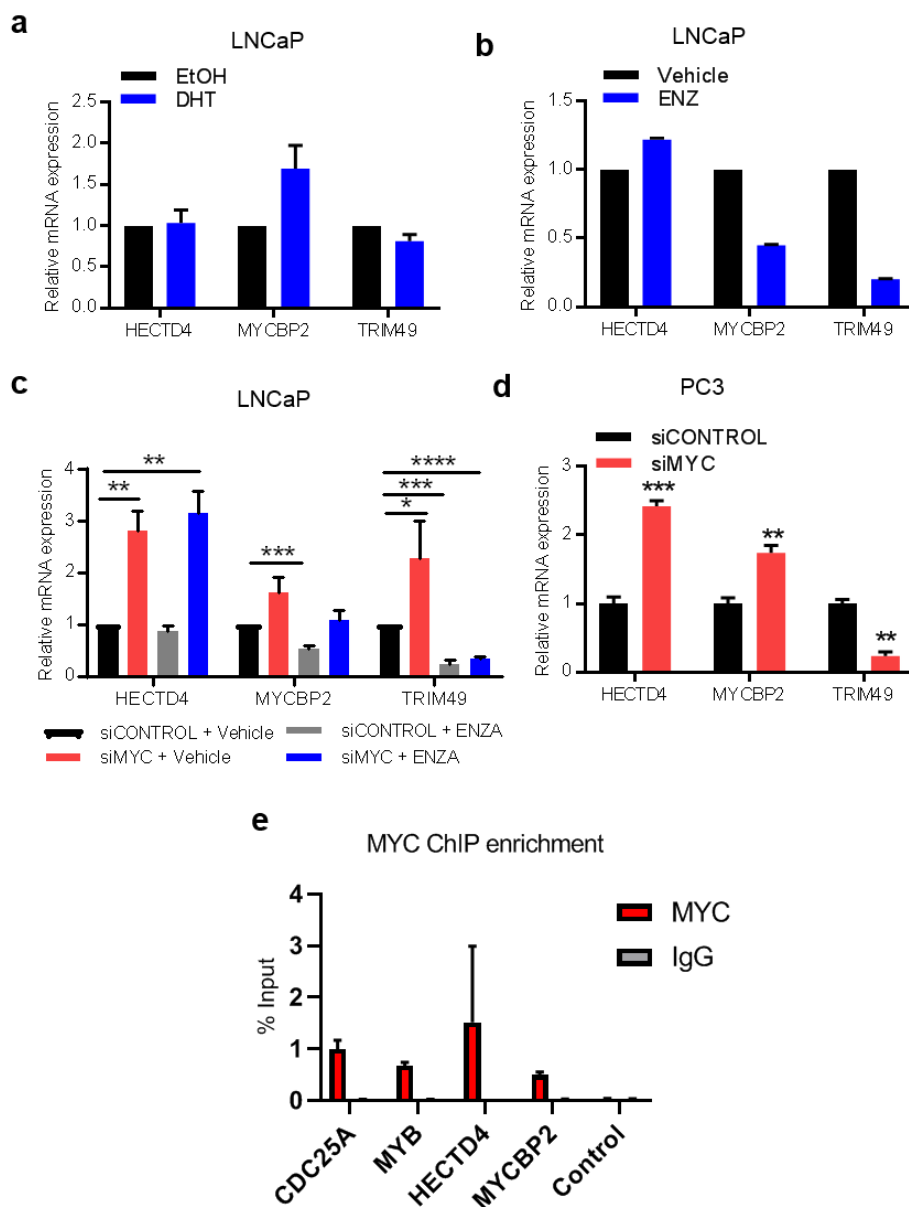 a
LNCaP
EtOH
DHT
Relative mRNA expression
2.5
2.0
1.5
1.0
0.5
0.0
HECTD4 MYCBP2 TRIM49
b
LNCaP
Vehicle
ENZ
Relative mRNA expression
1.5
1.0
0.5
0.0
HECTD4 MYCBP2 TRIM49
c
LNCaP
Relative mRNA expression
4
3
2
1
0
**
**
***
****
***
*
HECTD4 MYCBP2 TRIM49
siCONTROL + Vehicle siCONTROL + ENZA
siMYC + Vehicle siMYC + ENZA
d
PC3
siCONTROL
siMYC
Relative mRNA expression
3
2
1
0
***
**
**
HECTD4 MYCBP2 TRIM49
e
MYC ChIP enrichment
MYC
IgG
% Input
4
3
2
1
0
CDC25A MYB HECTD4 MYCBP2 Control